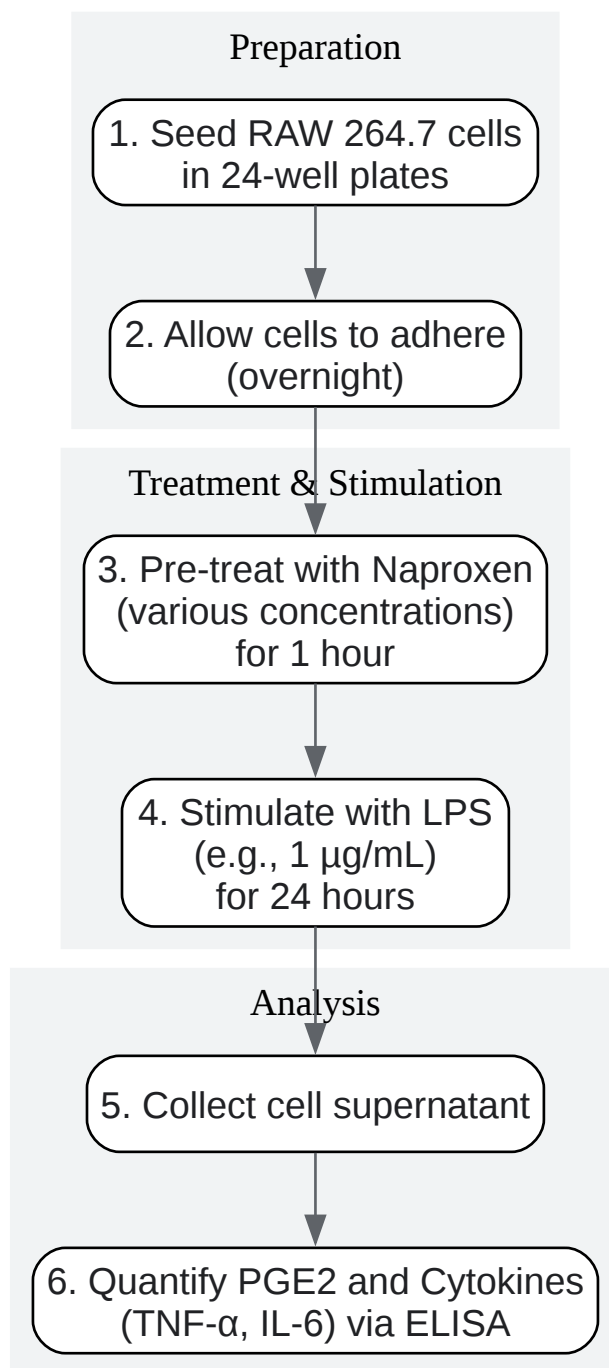 Preparation
1. Seed RAW 264.7 cells
in 24-well plates
2. Allow cells to adhere
(overnight)
Treatment & Stimulation
3. Pre-treat with Naproxen
(various concentrations)
for 1 hour
4. Stimulate with LPS
(e.g., 1 µg/mL)
for 24 hours
Analysis
5. Collect cell supernatant
6. Quantify PGE2 and Cytokines
(TNF-α, IL-6) via ELISA